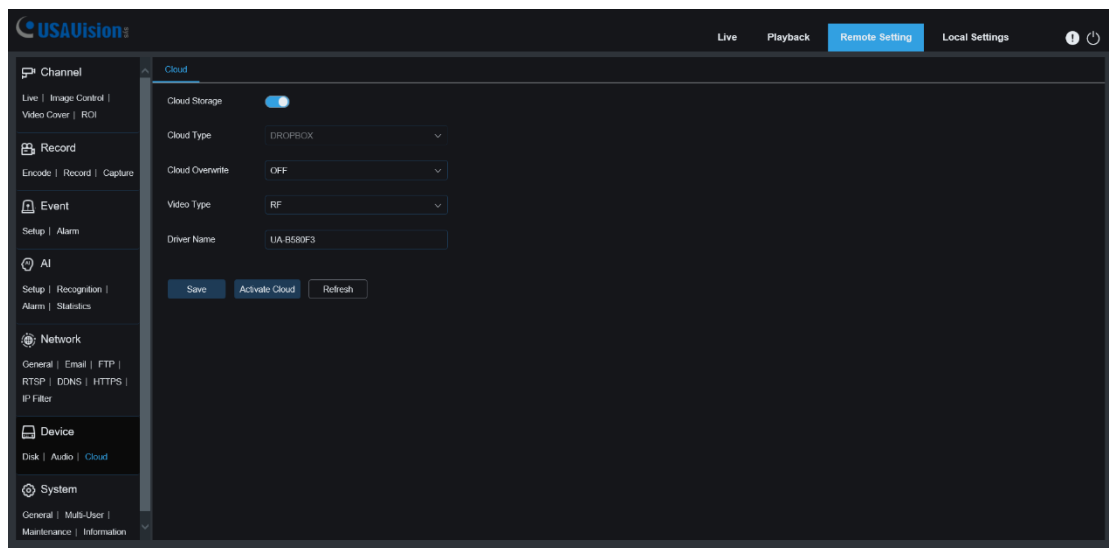 USAVision
Live Playback Remote Setting Local Settings
Channel
Live | Image Control |
Video Cover | ROI
Record
Encode | Record | Capture
Event
Setup | Alarm
AI
Setup | Recognition |
Alarm | Statistics
Network
General | Email | FTP |
RTSP | DDNS | HTTPS |
IP Filter
Device
Disk | Audio | Cloud
System
General | Multi-User |
Maintenance | Information
Cloud
Cloud Storage
Cloud Type DROPBOX
Cloud Overwrite OFF
Video Type RF
Driver Name UA-B580F3
Save Activate Cloud Refresh